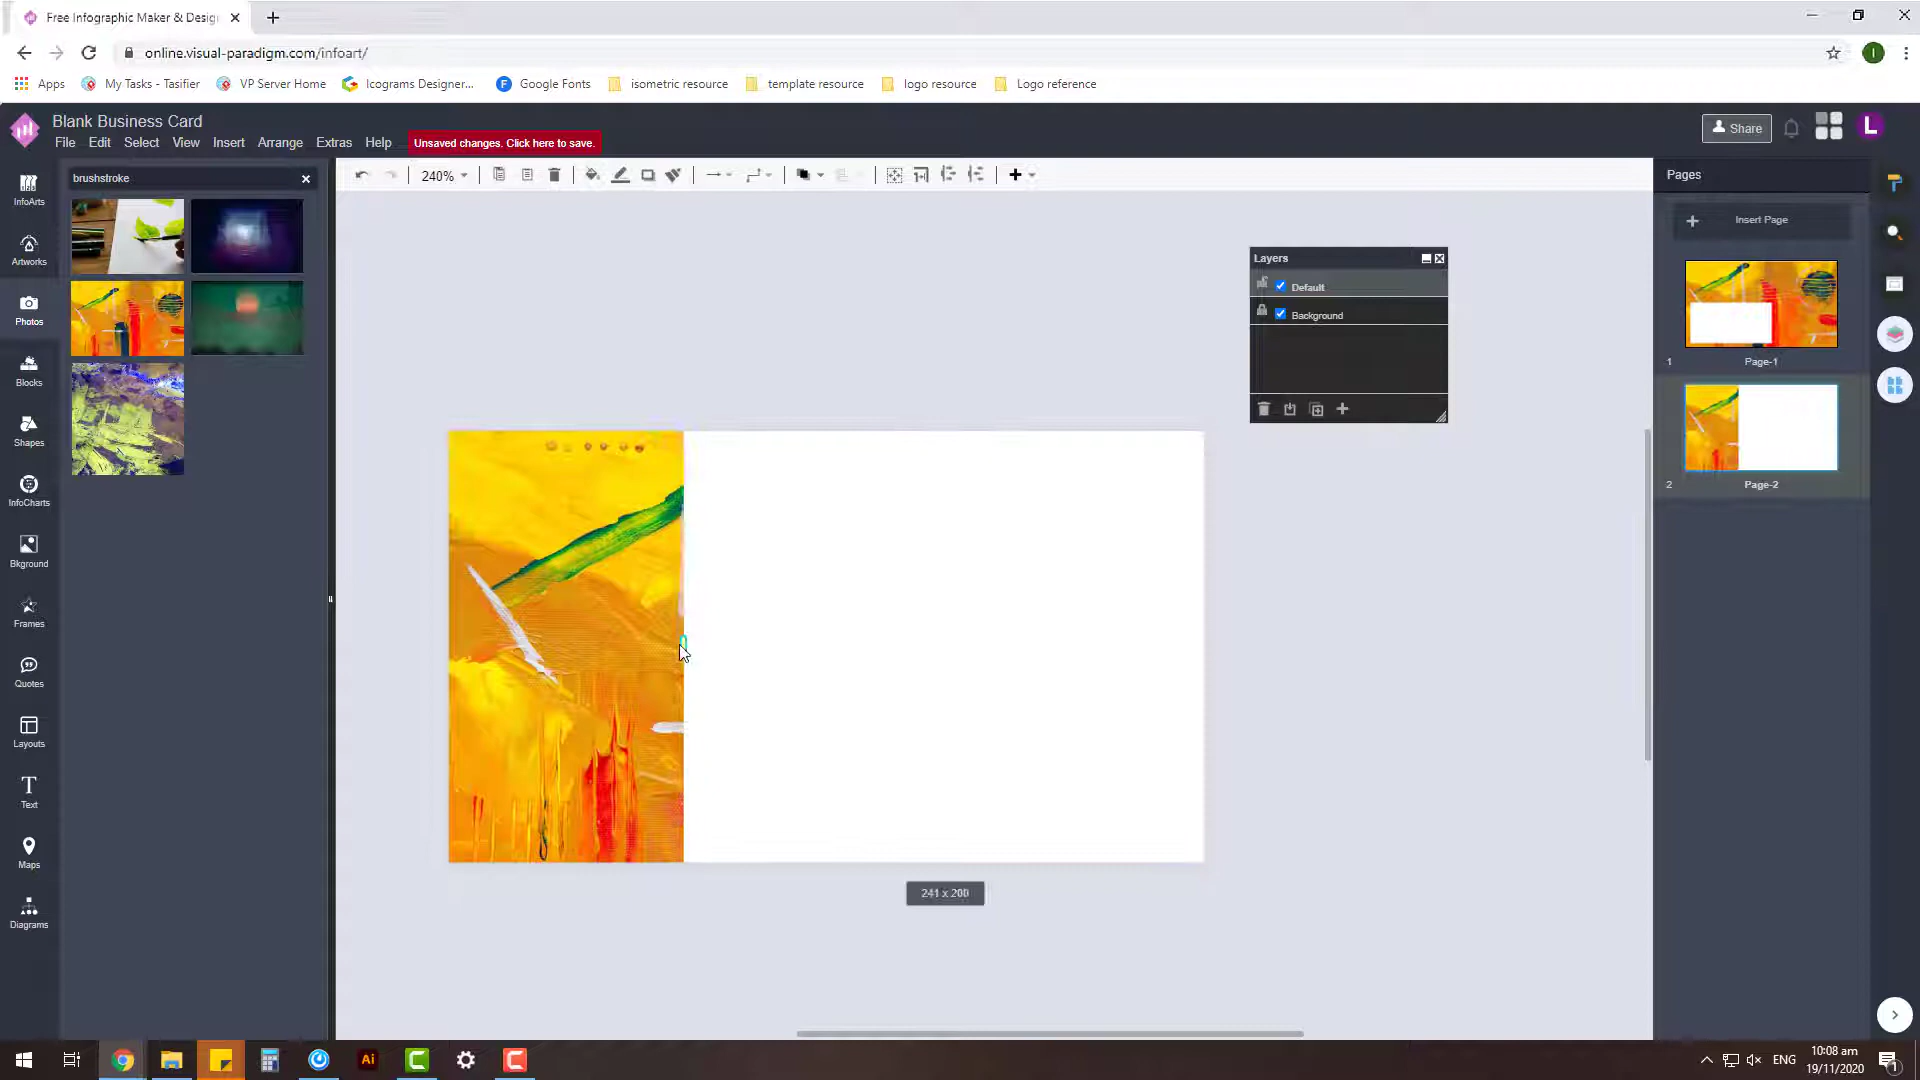 Free Infographic Maker & Desig
online.visual-paradigm.com/infoart/
I
Apps
My Tasks - Tasifier
VP Server Home
Icograms Designer...
F
Google Fonts
isometric resource
template resource
logo resource
Logo reference
Blank Business Card
File
Edit
Select
View
Insert
Arrange
Extras
Help
Unsaved changes. Click here to save.
Share
L
brushstroke
240%
InfoArts
Artworks
Photos
Blocks
Shapes
InfoCharts
Bkground
Frames
Quotes
Layouts
Text
Maps
Diagrams
Layers
Default
Background
241 x 200
Pages
Insert Page
1
Page-1
2
Page-2
Ai
ENG
10:08 am
19/11/2020
1